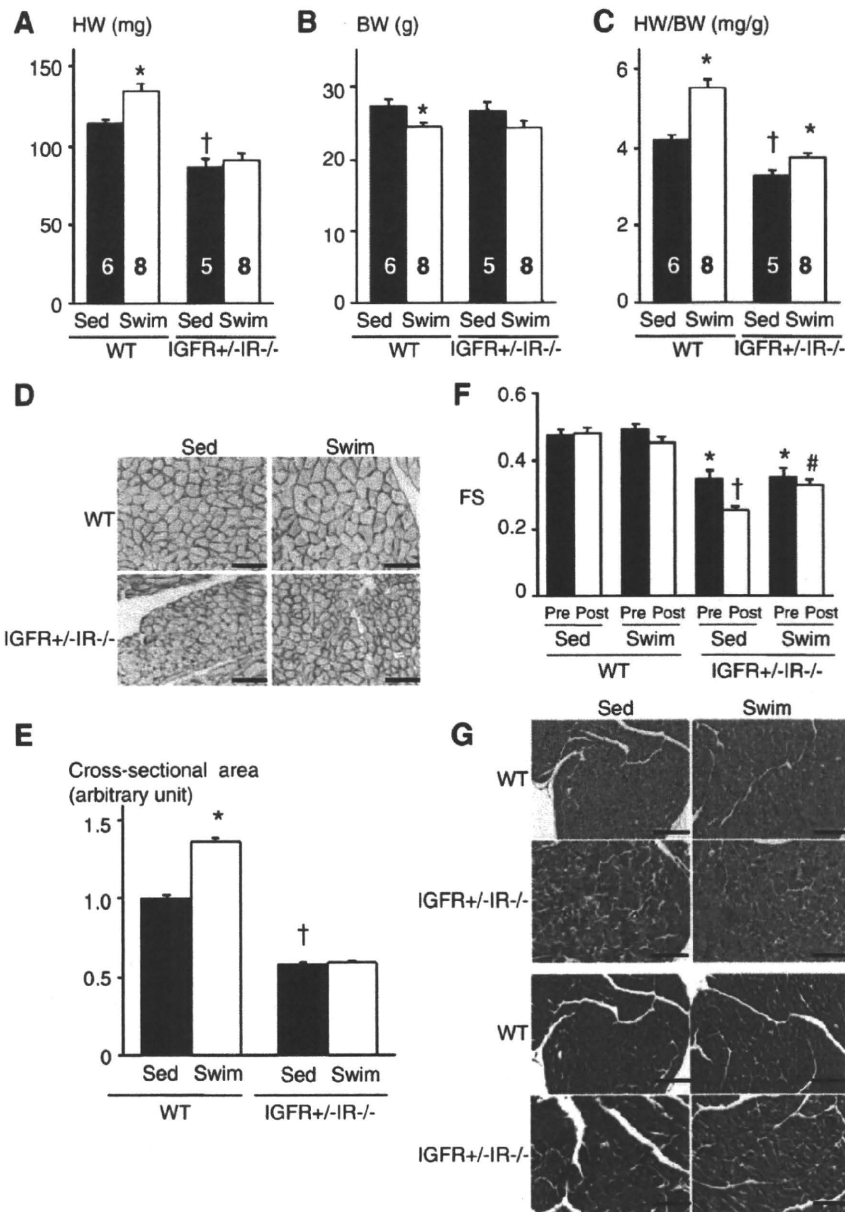 A HW (mg)
150
100
50
0
*
†
6 8 5 8
Sed Swim Sed Swim
WT IGFR+/-IR-/-
B BW (g)
30
20
10
0
*
6 8 5 8
Sed Swim Sed Swim
WT IGFR+/-IR-/-
C HW/BW (mg/g)
6
4
2
0
*
† *
6 8 5 8
Sed Swim Sed Swim
WT IGFR+/-IR-/-
D
Sed Swim
WT
IGFR+/-IR-/-
E
Cross-sectional area
(arbitrary unit)
1.5
1.0
0.5
0
*
†
Sed Swim Sed Swim
WT IGFR+/-IR-/-
F
0.6
0.4
FS
0.2
0
* † * #
Pre Post Pre Post Pre Post Pre Post
Sed Swim Sed Swim
WT IGFR+/-IR-/-
G
Sed Swim
WT
IGFR+/-IR-/-
WT
IGFR+/-IR-/-